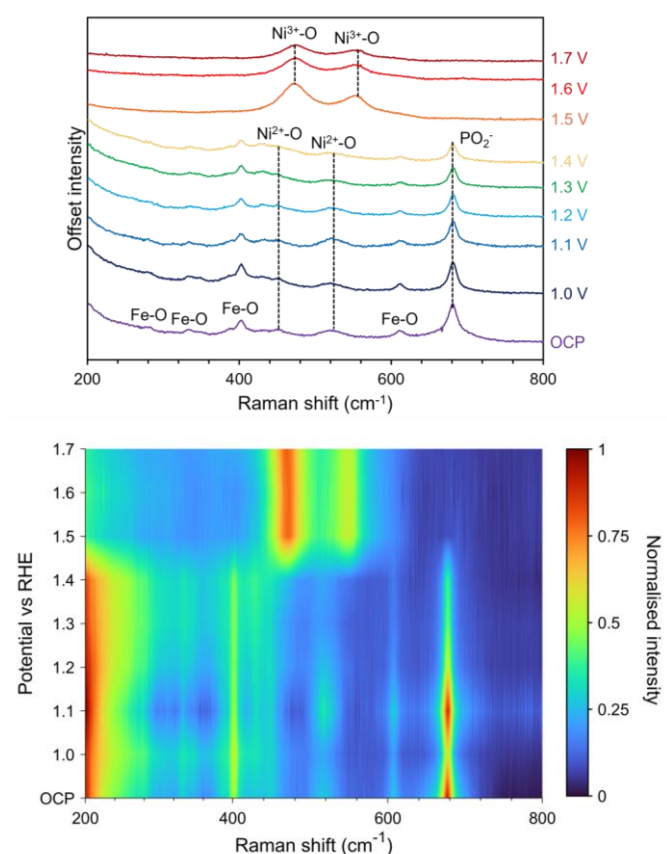 Ni³⁺-O Ni³⁺-O
1.7 V
1.6 V
1.5 V
Ni²⁺-O Ni²⁺-O PO₂⁻
1.4 V
1.3 V
1.2 V
1.1 V
1.0 V
Fe-O Fe-O Fe-O Fe-O
OCP
Offset intensity
200 400 600 800
Raman shift (cm⁻¹)
1.7
1.6
1.5
1.4
1.3
1.2
1.1
1.0
OCP
Potential vs RHE
200 400 600 800
Raman shift (cm⁻¹)
1
0.75
0.5
0.25
0
Normalised intensity